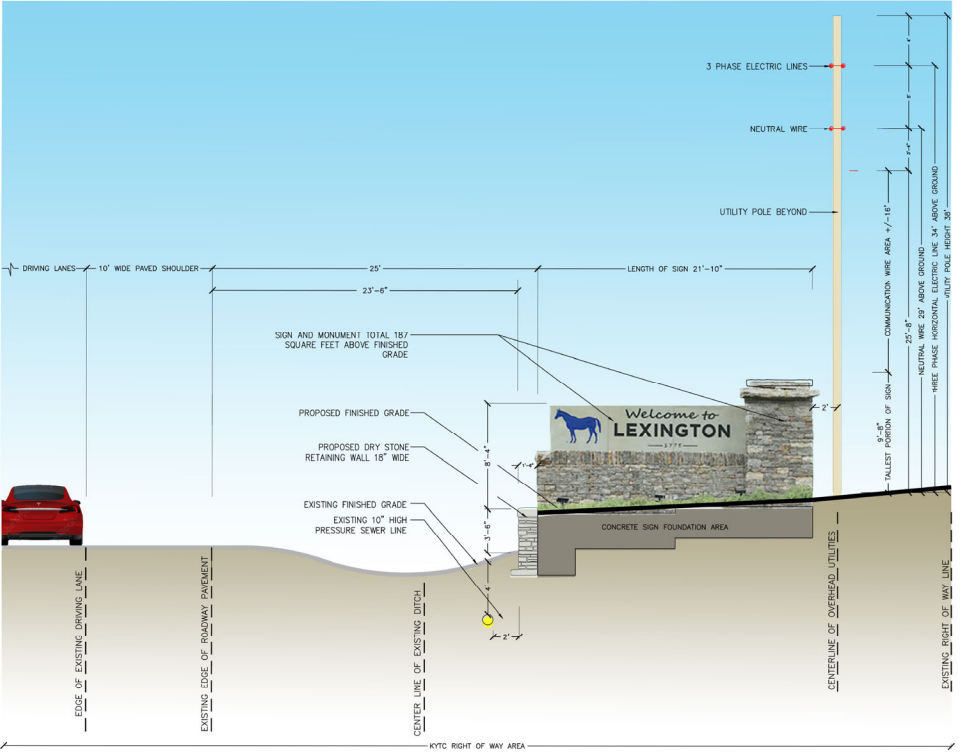 3 PHASE ELECTRIC LINES
NEUTRAL WIRE
UTILITY POLE BEYOND
DRIVING LANES
10' WIDE PAVED SHOULDER
25'
LENGTH OF SIGN 21'-10"
23'-6"
SIGN AND MONUMENT TOTAL 187
SQUARE FEET ABOVE FINISHED
GRADE
PROPOSED FINISHED GRADE
PROPOSED DRY STONE
RETAINING WALL 18" WIDE
EXISTING FINISHED GRADE
EXISTING 10" HIGH
PRESSURE SEWER LINE
8'-4"
3'-6"
4'
2'
Welcome to
LEXINGTON
1775
2'
CONCRETE SIGN FOUNDATION AREA
9'-8"
TALLEST PORTION OF SIGN
COMMUNICATION WIRE AREA +/-16"
25'-8"
NEUTRAL WIRE 29' ABOVE GROUND
THREE PHASE HORIZONTAL ELECTRIC LINE 34' ABOVE GROUND
UTILITY POLE HEIGHT 38'
EDGE OF EXISTING DRIVING LANE
EXISTING EDGE OF ROADWAY PAVEMENT
CENTER LINE OF EXISTING DITCH
CENTERLINE OF OVERHEAD UTILITIES
EXISTING RIGHT OF WAY LINE
KYTC RIGHT OF WAY AREA